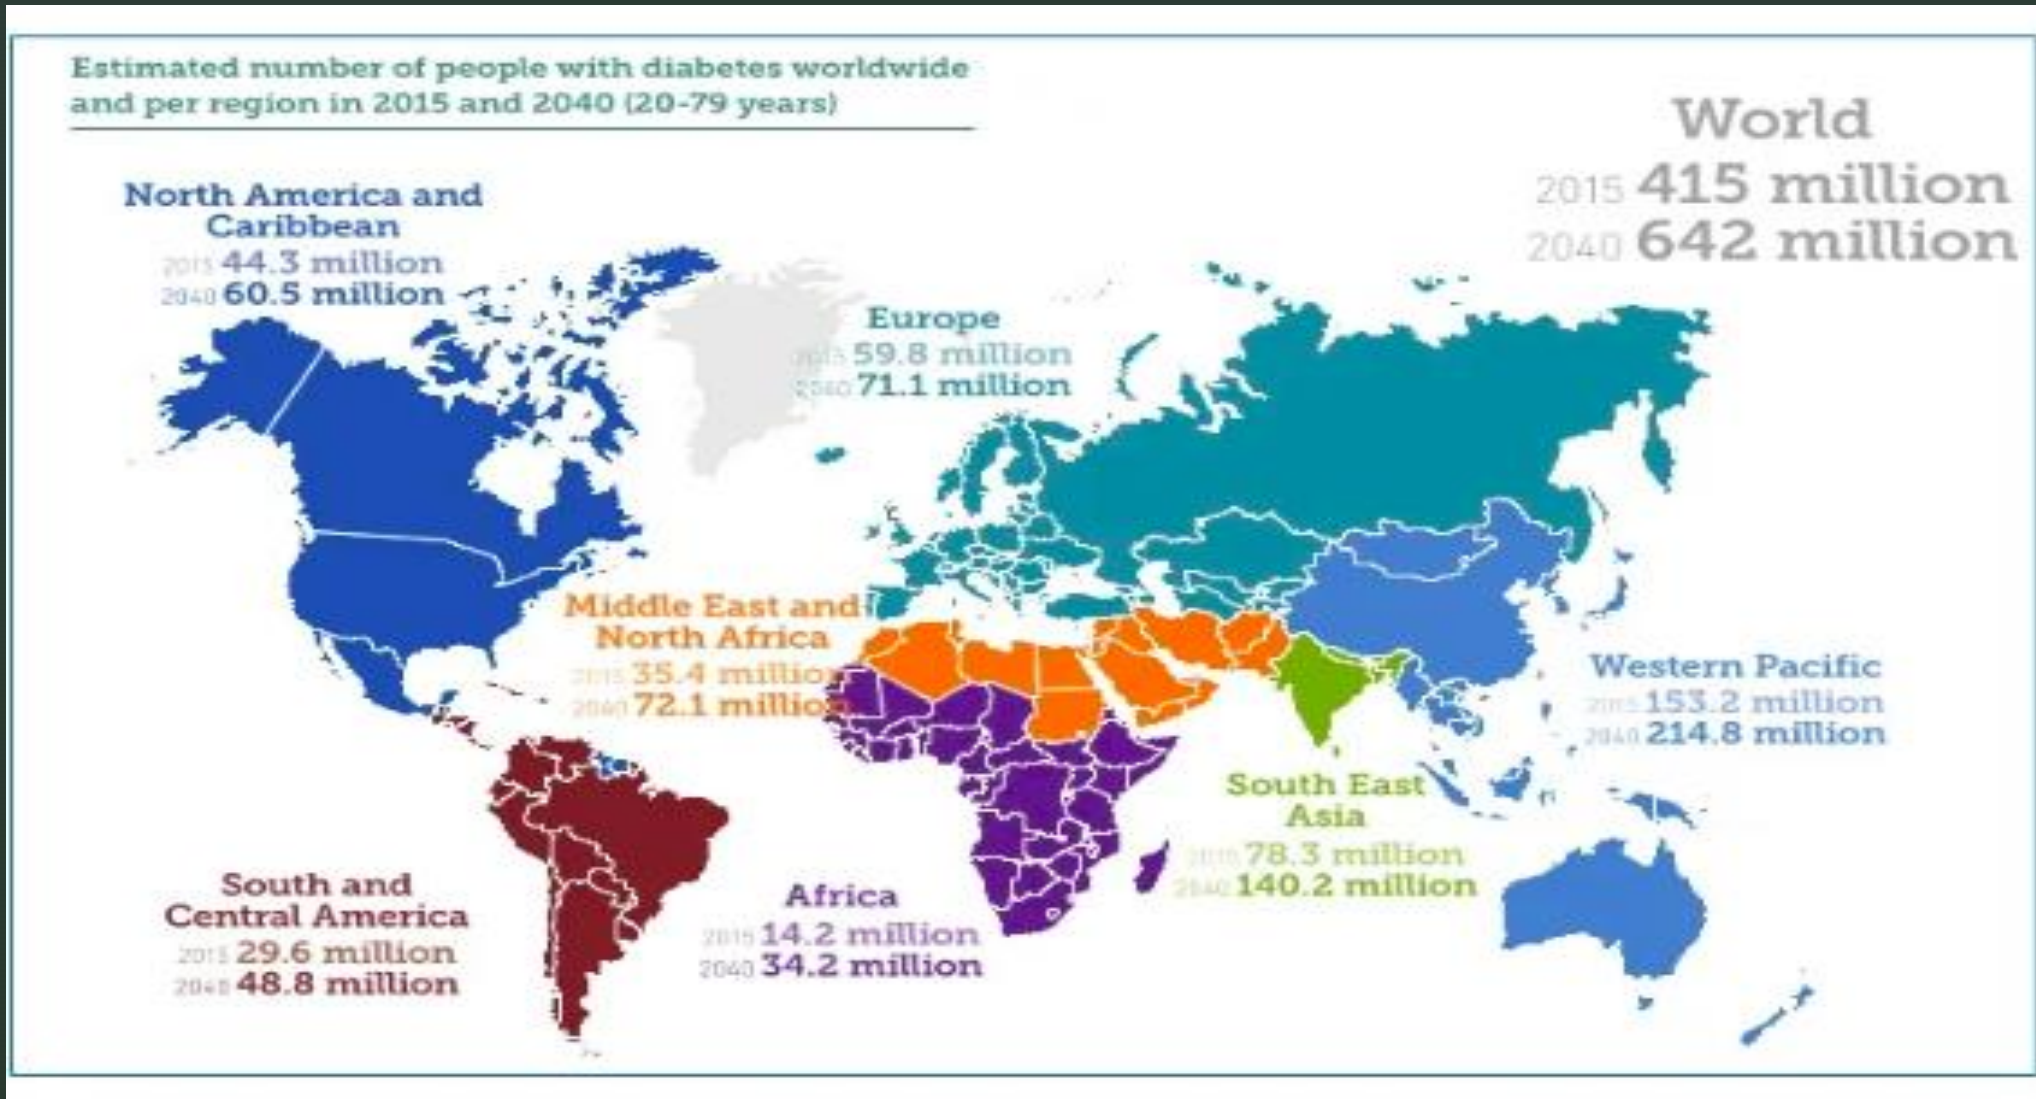 Estimated number of people with diabetes worldwide
and per region in 2015 and 2040 (20-79 years)
World
2015 415 million
2040 642 million
North America and
Caribbean
2015 44.3 million
2040 60.5 million
Europe
2015 59.8 million
2040 71.1 million
Middle East and
North Africa
2015 35.4 million
2040 72.1 million
Western Pacific
2015 153.2 million
2040 214.8 million
South East
Asia
2015 78.3 million
2040 140.2 million
South and
Central America
2015 29.6 million
2040 48.8 million
Africa
2015 14.2 million
2040 34.2 million